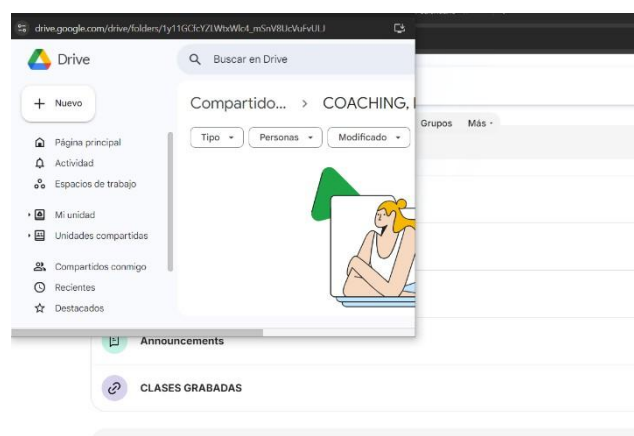 drive.google.com/drive/folders/
Drive
Buscar en Drive
Nuevo
Compartido... > COACHING,
Tipo
Personas
Modificado
Grupos Más
Página principal
Actividad
Espacios de trabajo
Mi unidad
Unidades compartidas
Compartidos conmigo
Recientes
Destacados
Announcements
CLASES GRABADAS